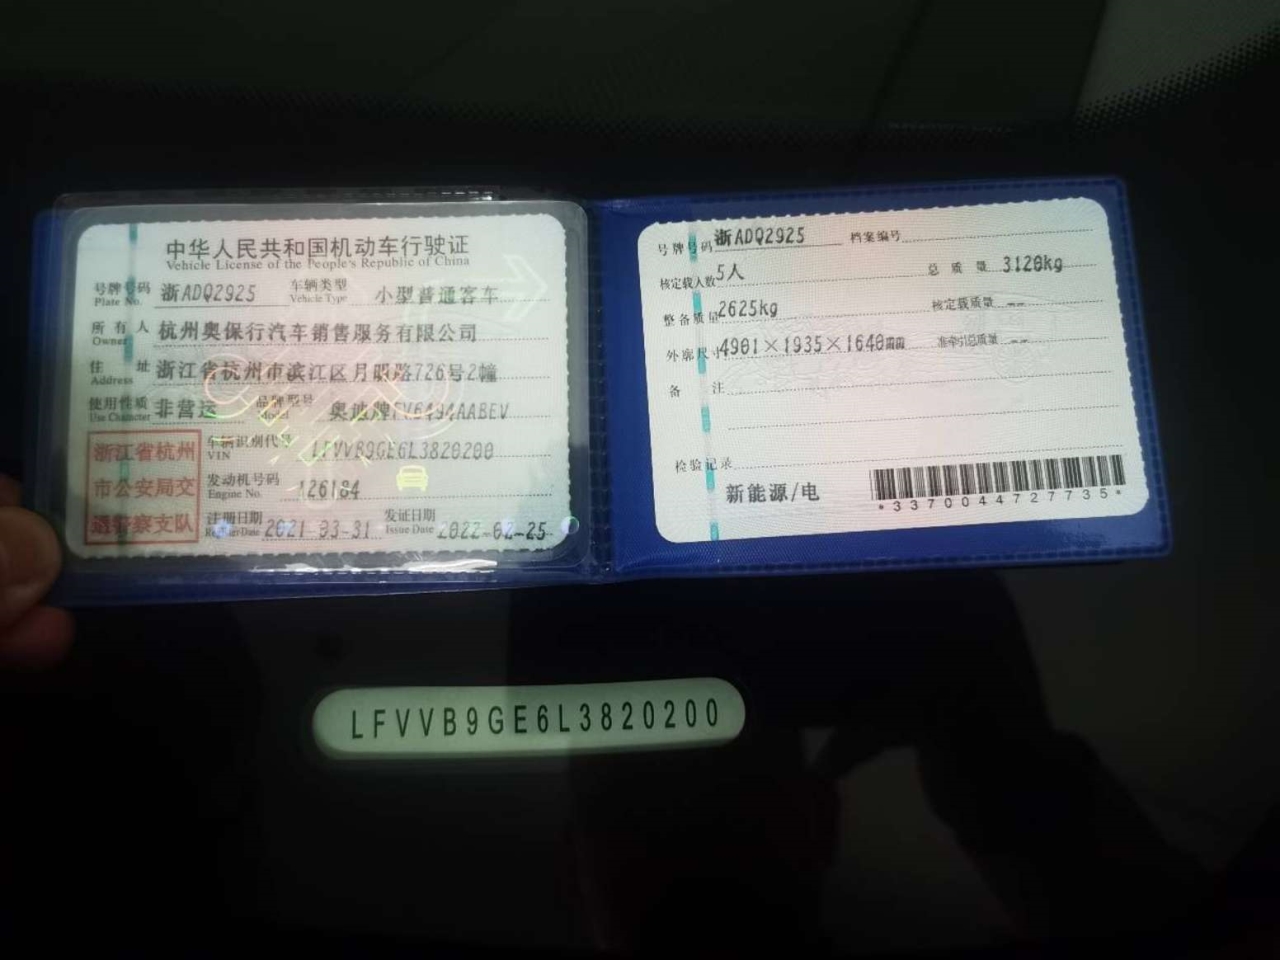 中华人民共和国机动车行驶证
Vehicle License of the People's Republic of China
号牌号码 浙ADQ2925 车辆类型 小型普通客车
Plate No. Vehicle Type
所有人 杭州奥保行汽车销售服务有限公司
Owner
住址 浙江省杭州市滨江区月明路726号2幢
Address
使用性质 非营运 品牌型号 奥迪牌FV6494AABEV
Use Character Model
浙江省杭州市公安局交通警察支队
车辆识别代号 LFVVB9GE6L3820200
VIN
发动机号码 126184
Engine No.
注册日期 2021-03-31 发证日期 2022-02-25
Register Date Issue Date
号牌号码 浙ADQ2925 档案编号
核定载人数 5人 总质量 3120kg
整备质量 2625kg 核定载质量 --
外廓尺寸 4901×1935×1640mm 准牵引总质量 --
备注
检验记录
新能源/电
*3370044727735*
LFVVB9GE6L3820200